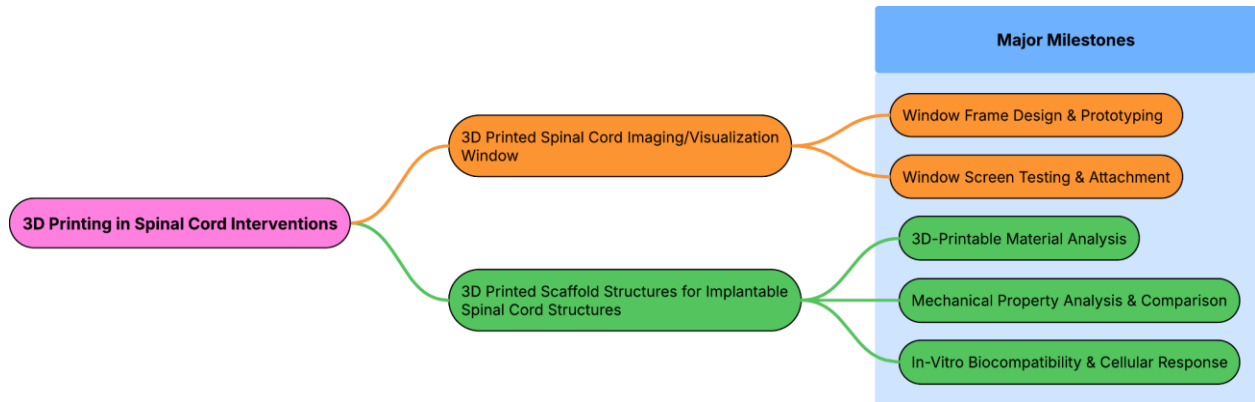 Major Milestones
Window Frame Design & Prototyping
3D Printed Spinal Cord Imaging/Visualization
Window
Window Screen Testing & Attachment
3D Printing in Spinal Cord Interventions
3D-Printable Material Analysis
3D Printed Scaffold Structures for Implantable
Spinal Cord Structures
Mechanical Property Analysis & Comparison
In-Vitro Biocompatibility & Cellular Response